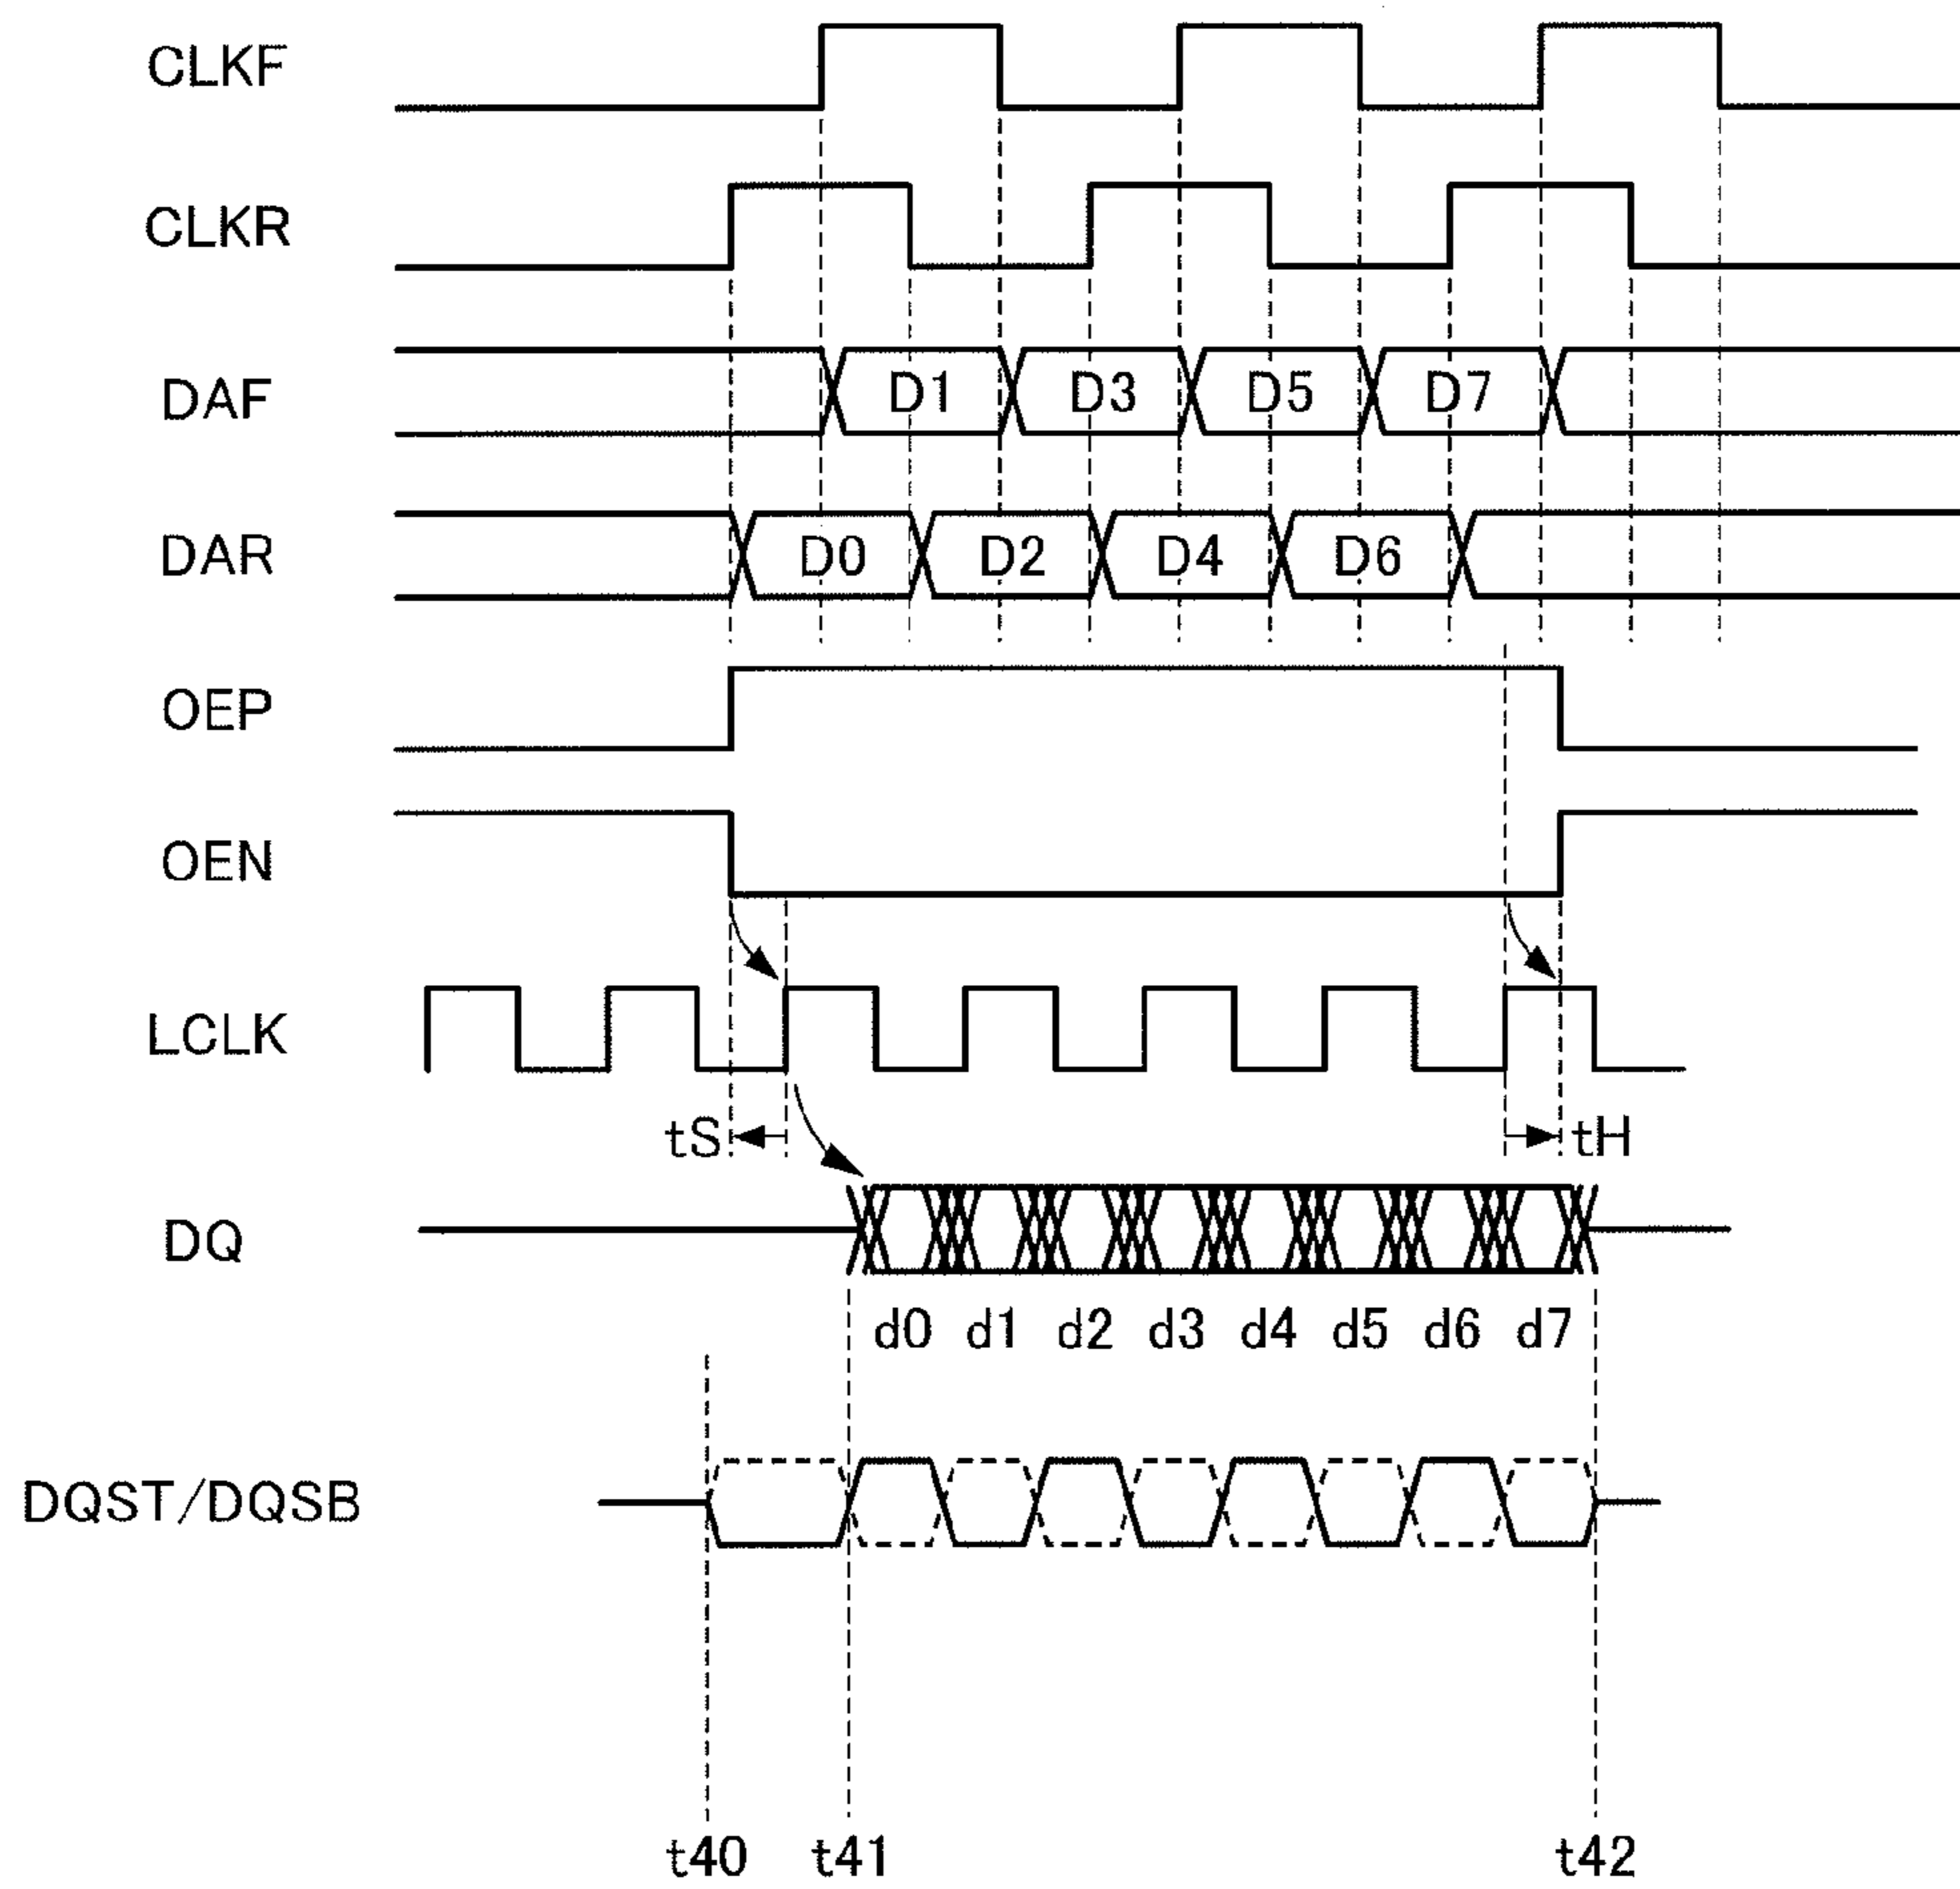 CLKF
CLKR
DAF D1 D3 D5 D7
DAR D0 D2 D4 D6
OEP
OEN
LCLK
tS tH
DQ
d0 d1 d2 d3 d4 d5 d6 d7
DQST/DQSB
t40 t41 t42